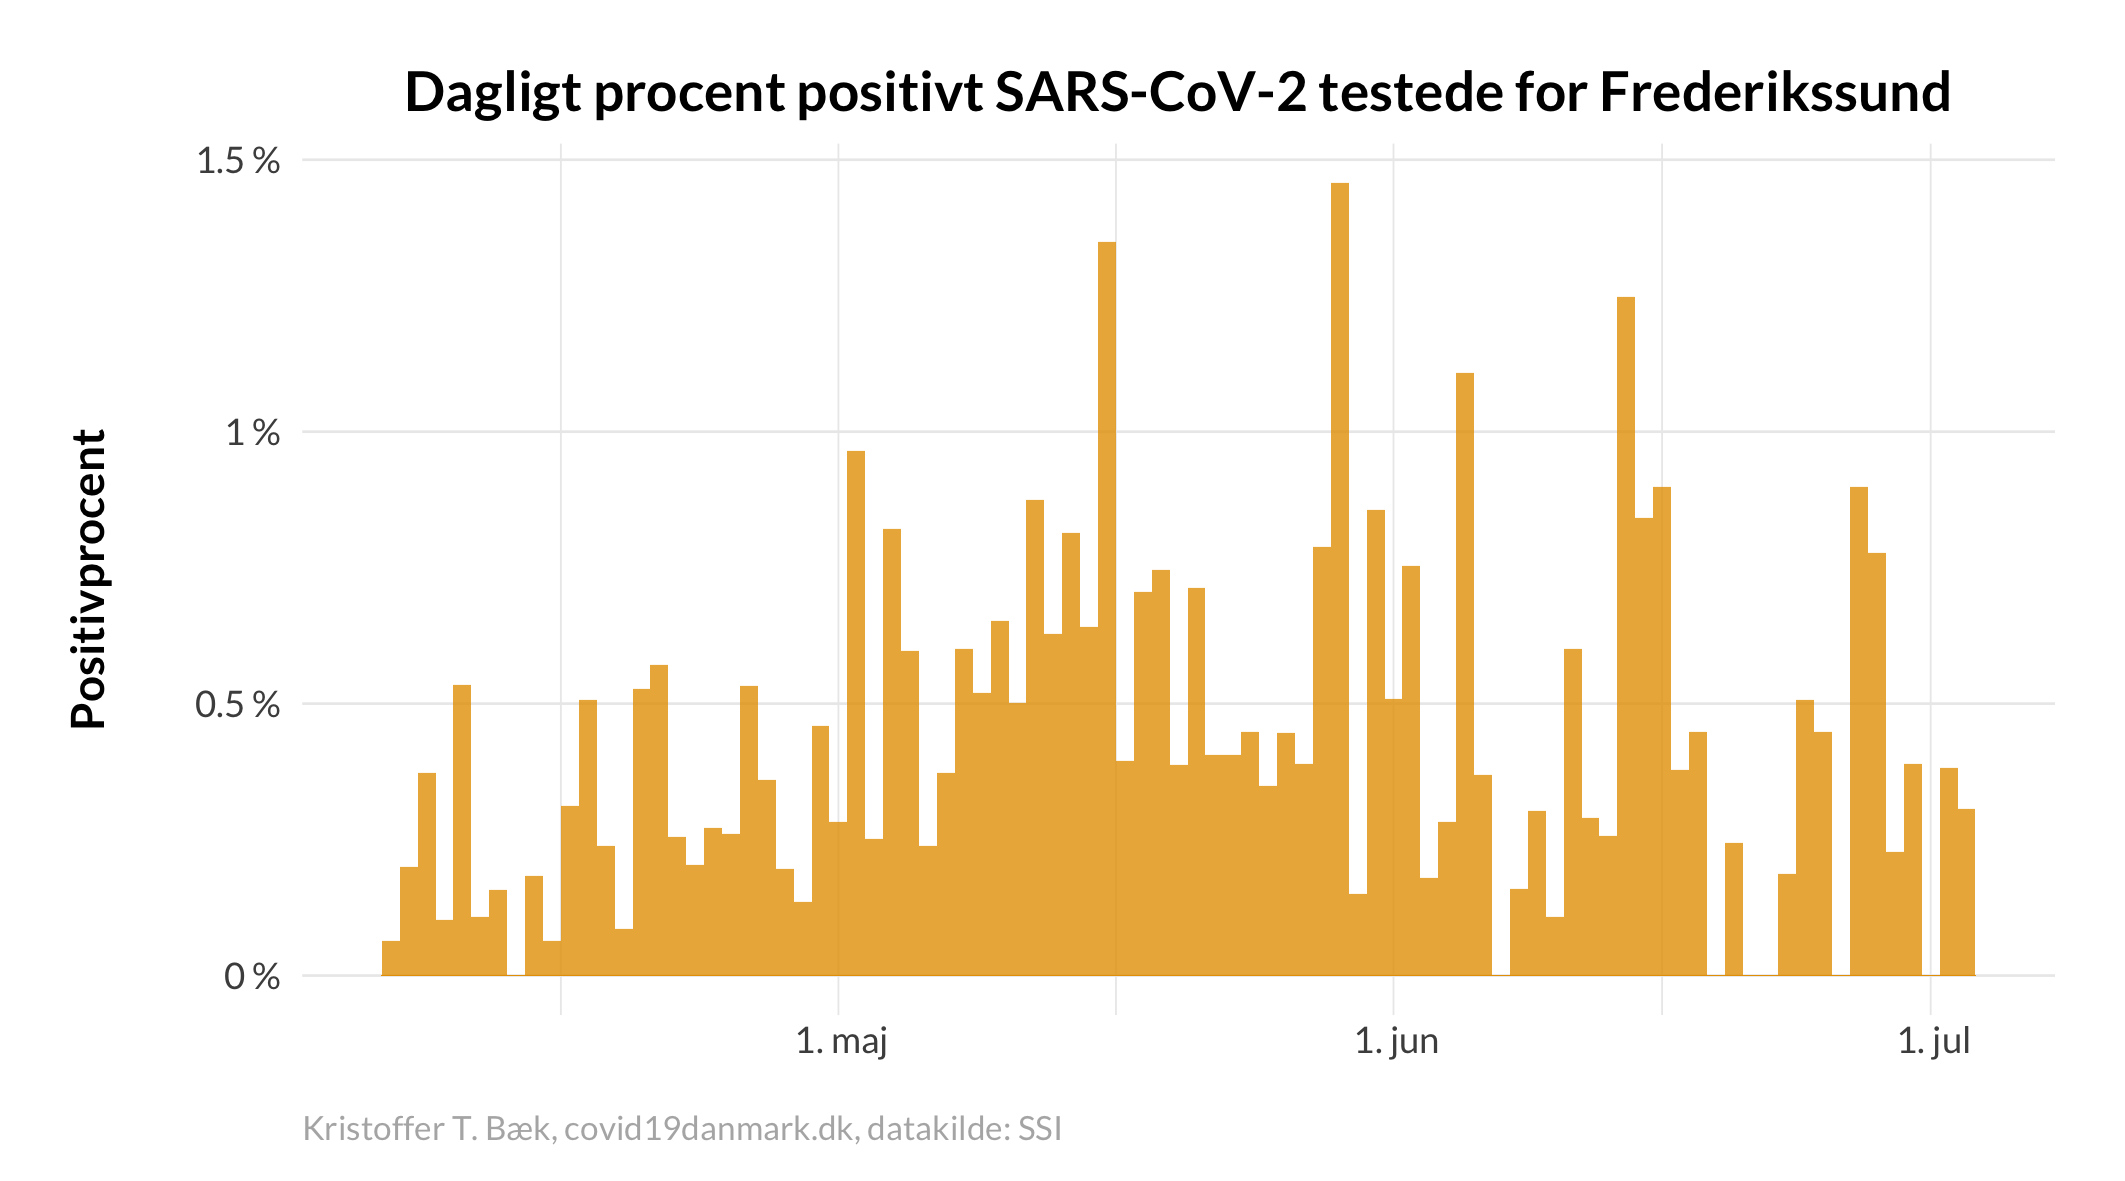 Dagligt procent positivt SARS-CoV-2 testede for Frederikssund
Positivprocent
1.5 %
1 %
0.5 %
0 %
1. maj
1. jun
1. jul
Kristoffer T. Bæk, covid19danmark.dk, datakilde: SSI